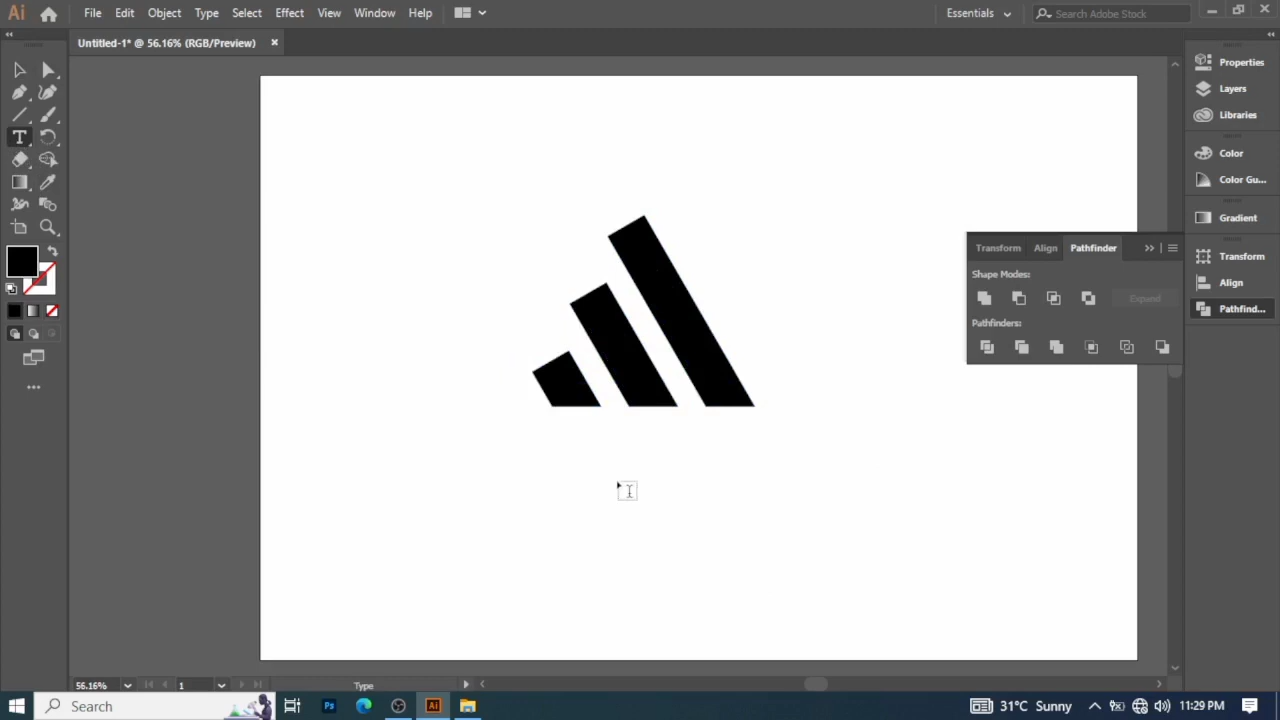 Ai File Edit Object Type Select Effect View Window Help Essentials Search Adobe Stock
Untitled-1* @ 56.16% (RGB/Preview)
Properties
Layers
Libraries
Color
Color Gu...
Gradient
Transform
Align
Pathfind...
Transform Align Pathfinder
Shape Modes:
Expand
Pathfinders:
T
56.16% 1 Type
Search Ps Ai 31°C Sunny 11:29 PM